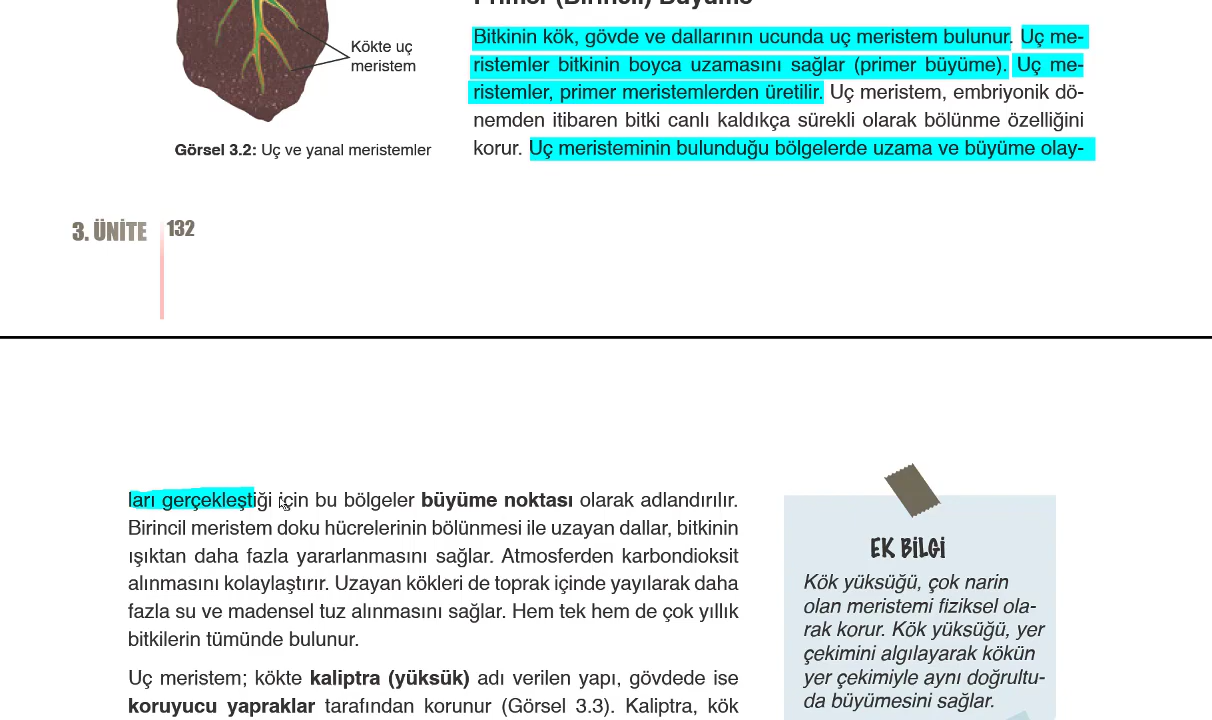 Primer (Birincil) Büyüme
Kökte uç
meristem
Görsel 3.2: Uç ve yanal meristemler
Bitkinin kök, gövde ve dallarının ucunda uç meristem bulunur. Uç me-
ristemler bitkinin boyca uzamasını sağlar (primer büyüme). Uç me-
ristemler, primer meristemlerden üretilir. Uç meristem, embriyonik dö-
nemden itibaren bitki canlı kaldıkça sürekli olarak bölünme özelliğini
korur. Uç meristeminin bulunduğu bölgelerde uzama ve büyüme olay-
3. ÜNİTE 132
ları gerçekleştiği için bu bölgeler büyüme noktası olarak adlandırılır.
Birincil meristem doku hücrelerinin bölünmesi ile uzayan dallar, bitkinin
ışıktan daha fazla yararlanmasını sağlar. Atmosferden karbondioksit
alınmasını kolaylaştırır. Uzayan kökleri de toprak içinde yayılarak daha
fazla su ve madensel tuz alınmasını sağlar. Hem tek hem de çok yıllık
bitkilerin tümünde bulunur.
Uç meristem; kökte kaliptra (yüksük) adı verilen yapı, gövdede ise
koruyucu yapraklar tarafından korunur (Görsel 3.3). Kaliptra, kök
EK BİLGİ
Kök yüksüğü, çok narin
olan meristemi fiziksel ola-
rak korur. Kök yüksüğü, yer
çekimini algılayarak kökün
yer çekimiyle aynı doğrultu-
da büyümesini sağlar.